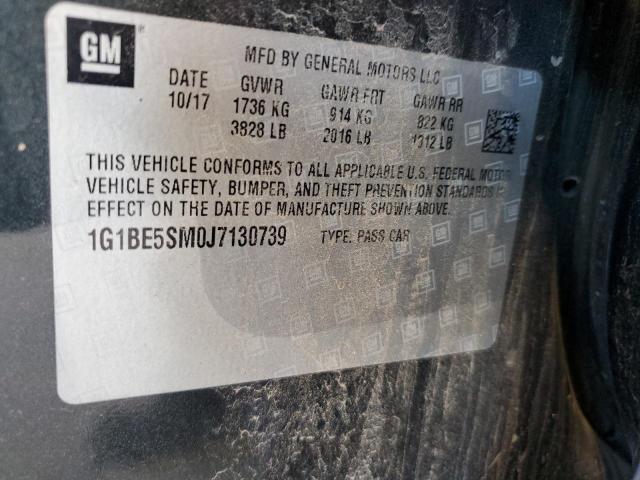 GM
MFD BY GENERAL MOTORS LLC
DATE GVWR GAWR FRT GAWR RR
10/17 1736 KG 914 KG 822 KG
3828 LB 2016 LB 1812 LB
THIS VEHICLE CONFORMS TO ALL APPLICABLE U.S. FEDERAL MOTOR
VEHICLE SAFETY, BUMPER, AND THEFT PREVENTION STANDARDS IN
EFFECT ON THE DATE OF MANUFACTURE SHOWN ABOVE.
1G1BE5SM0J7130739 TYPE: PASS CAR